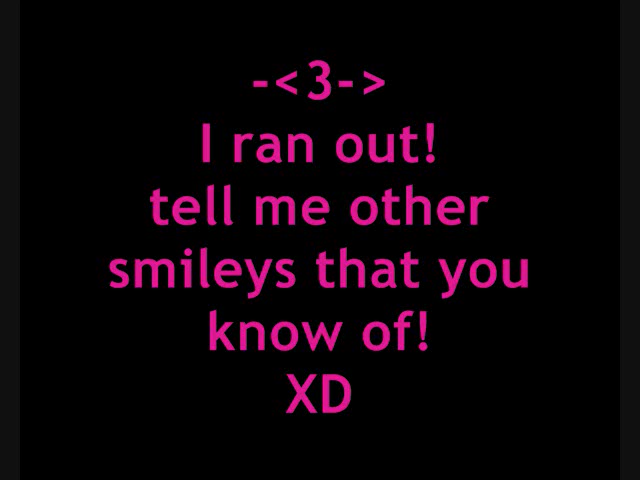 -<3->
I ran out!
tell me other
smileys that you
know of!
XD